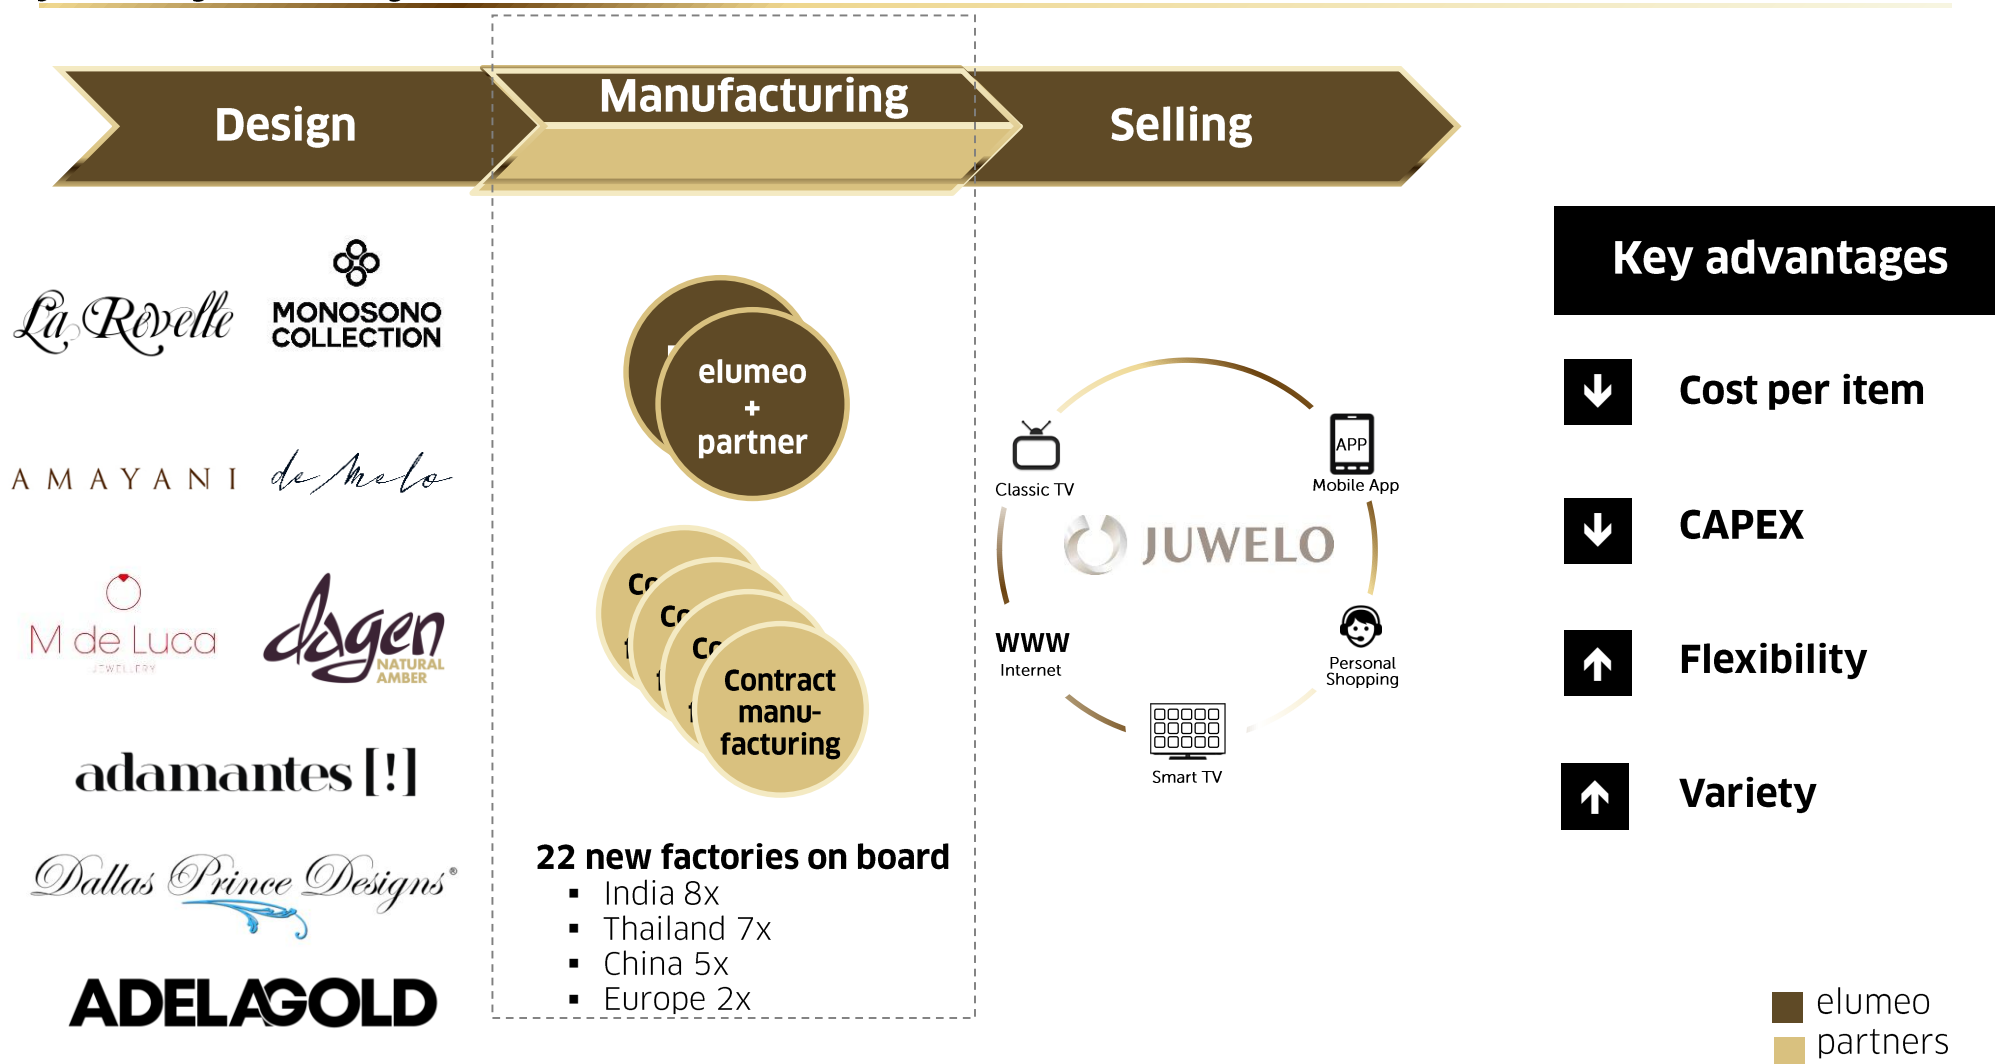 Design
Manufacturing
Selling
La Revelle
MONOSONO
COLLECTION
AMAYANI
de Melo
M de Luca
JEWELLERY
dagen
NATURAL
AMBER
adamantes [!]
Dallas Prince Designs®
ADELAGOLD
elumeo
+
partner
Co
Co
Co
Contract
manu-
facturing
22 new factories on board
▪ India 8x
▪ Thailand 7x
▪ China 5x
▪ Europe 2x
Classic TV
APP
Mobile App
JUWELO
WWW
Internet
Personal
Shopping
Smart TV
Key advantages
Cost per item
CAPEX
Flexibility
Variety
elumeo
partners